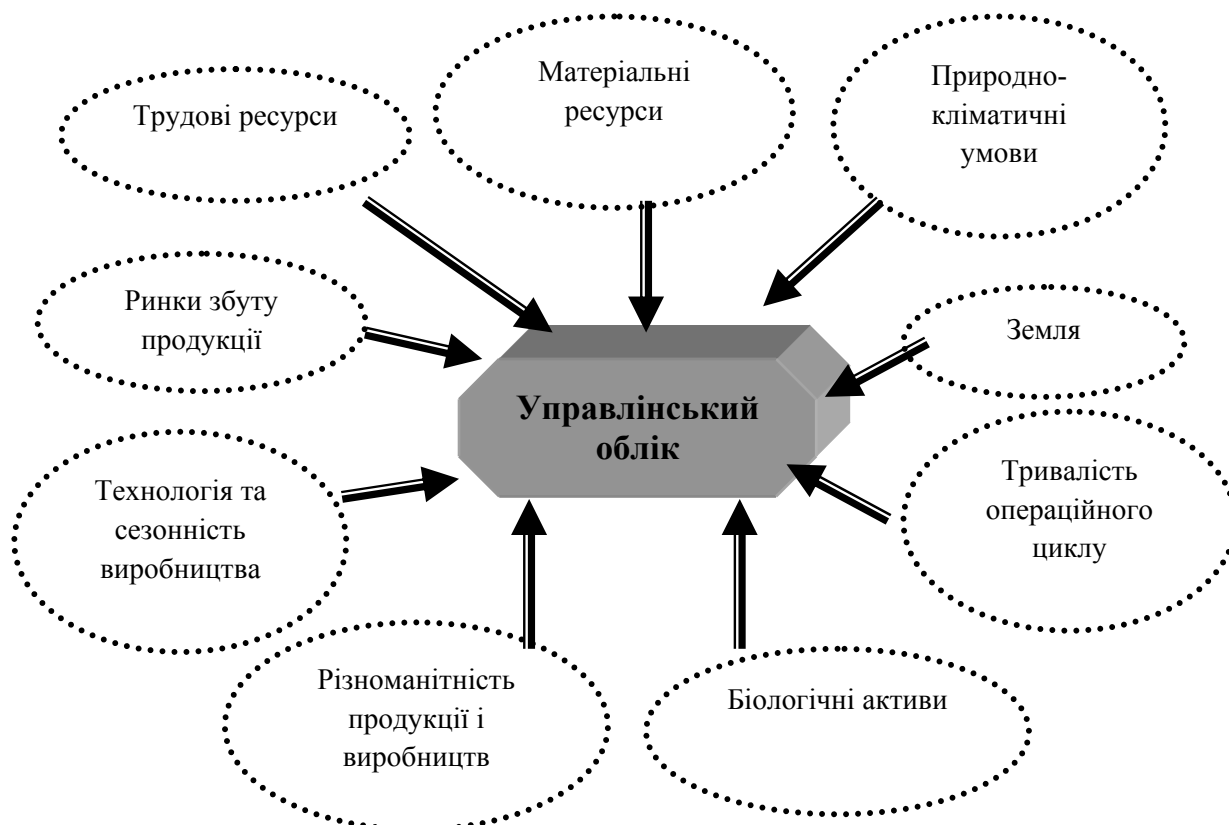 Трудові ресурси
Матеріальні
ресурси
Природно-
кліматичні
умови
Ринки збуту
продукції
Земля
Управлінський
облік
Технологія та
сезонність
виробництва
Тривалість
операційного
циклу
Різноманітність
продукції і
виробництв
Біологічні активи